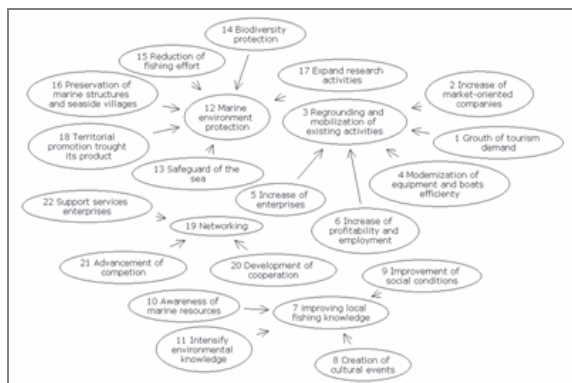 14 Biodiversity
protection
15 Reduction of
fishing effort
17 Expand research
activities
16 Preservation of
marine structures
and seaside villages
2 Increase of
market-oriented
companies
12 Marine
environment
protection
3 Regrounding and
mobilization of
existing activities
18 Territorial
promotion trought
its product
1 Grouth of tourism
demand
13 Safeguard of the
sea
4 Modernization of
equipment and boats
efficienty
5 Increase of
enterprises
22 Support services
enterprises
6 Increase of
profitability and
employment
19 Networking
21 Advancement of
competion
20 Development of
cooperation
9 Improvement of
social conditions
10 Awareness of
marine resources
7 Improving local
fishing knowledge
11 Intensify
environmental
knowledge
8 Creation of
cultural events